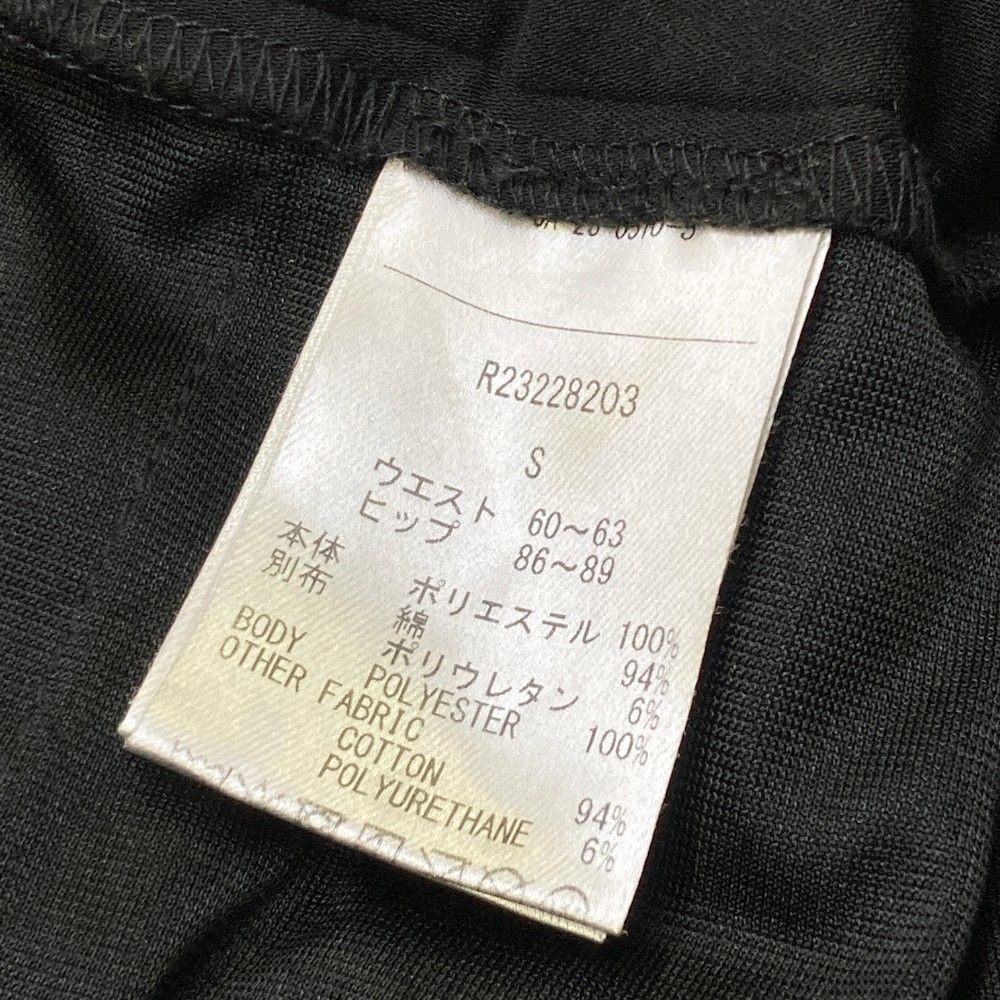 R23228203
S
ウエスト 60～63
ヒップ 86～89
本体 ポリエステル 100%
別布 綿 94%
ポリウレタン 6%
BODY POLYESTER 100%
OTHER FABRIC
COTTON 94%
POLYURETHANE 6%